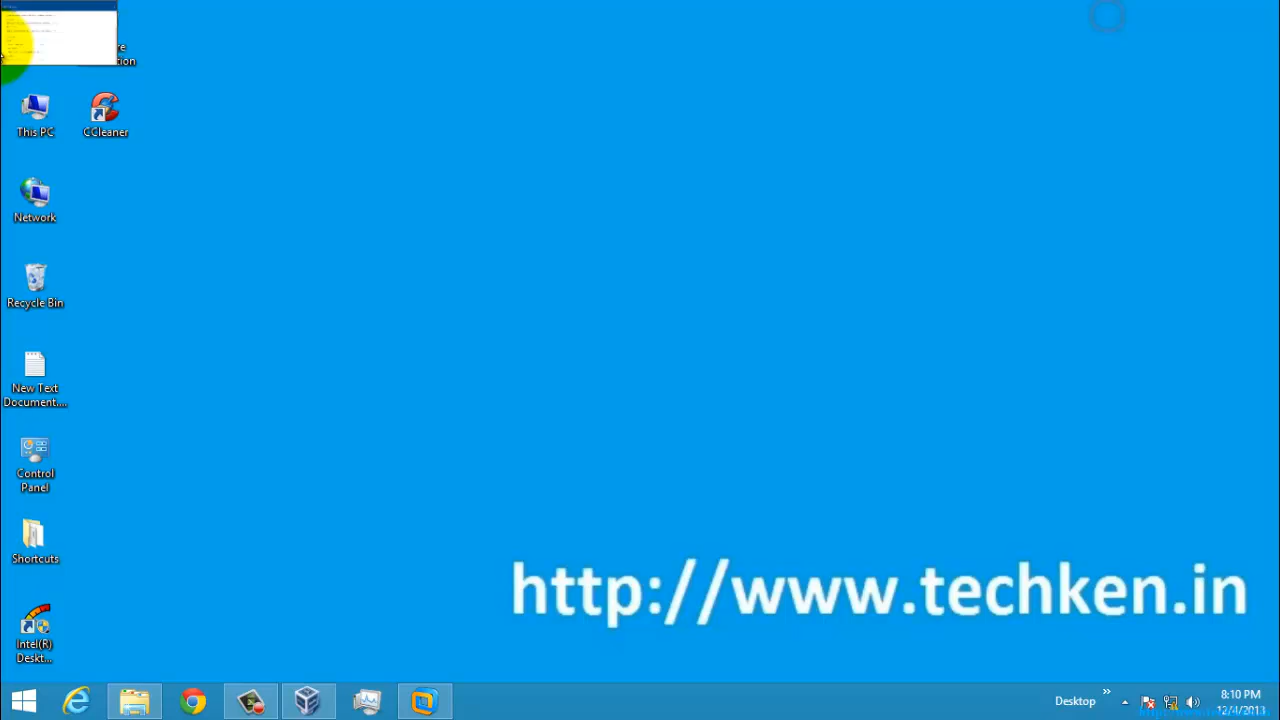 This PC
CCleaner
Network
Recycle Bin
New Text
Document....
Control
Panel
Shortcuts
Intel(R)
Deskt...
http://www.techken.in
Desktop
8:10 PM
12/4/2013